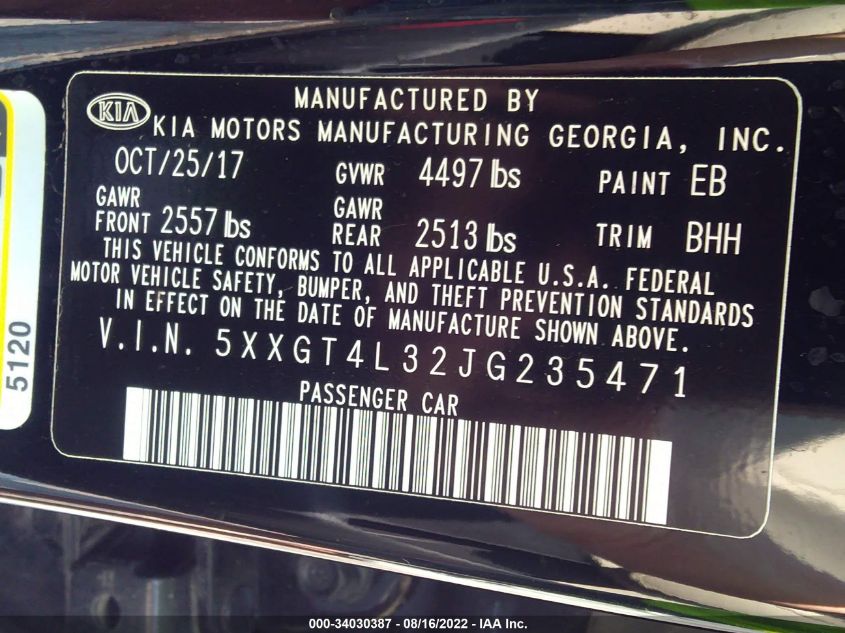 KIA
MANUFACTURED BY
KIA MOTORS MANUFACTURING GEORGIA, INC.
OCT/25/17 GVWR 4497 lbs PAINT EB
GAWR FRONT 2557 lbs GAWR REAR 2513 lbs TRIM BHH
THIS VEHICLE CONFORMS TO ALL APPLICABLE U.S.A. FEDERAL
MOTOR VEHICLE SAFETY, BUMPER, AND THEFT PREVENTION STANDARDS
IN EFFECT ON THE DATE OF MANUFACTURE SHOWN ABOVE.
V.I.N. 5XXGT4L32JG235471
PASSENGER CAR
5120
000-34030387 - 08/16/2022 - IAA Inc.